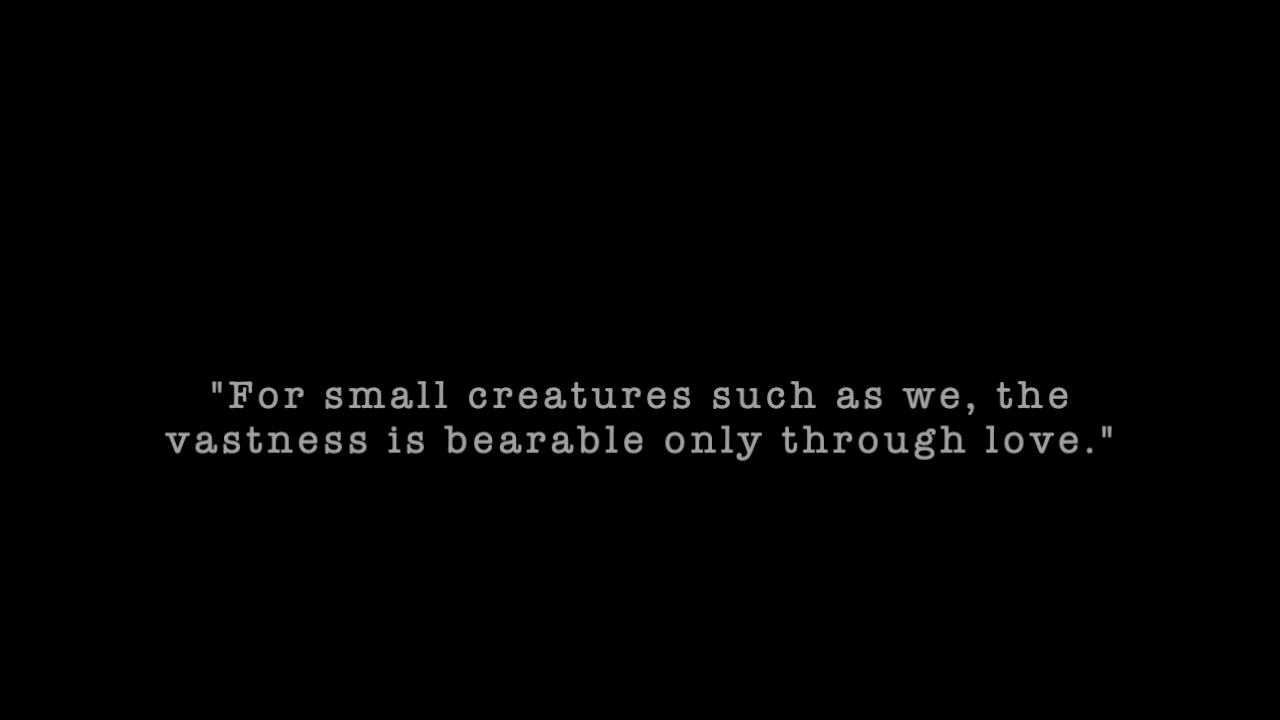 "For small creatures such as we, the
vastness is bearable only through love."